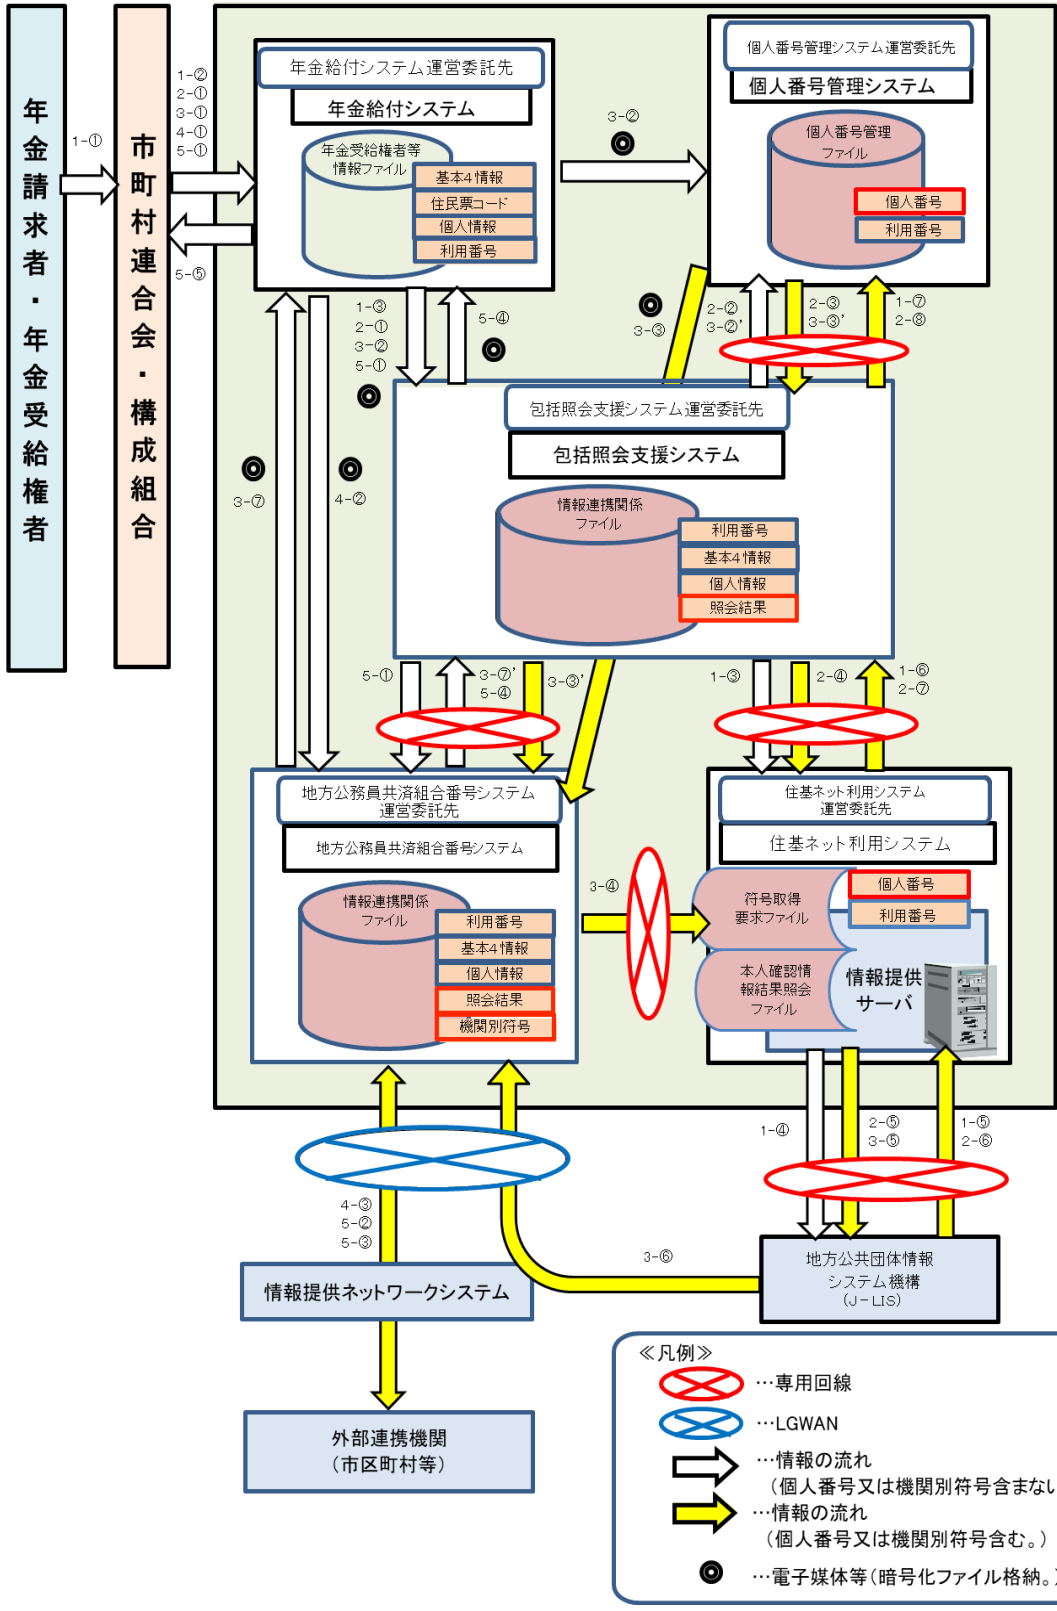 年金請求者・年金受給権者
1-①
市町村連合会・構成組合
1-②
2-①
3-①
4-①
5-①
5-⑤
年金給付システム運営委託先
年金給付システム
年金受給権者等
情報ファイル
基本4情報
住民票コード
個人情報
利用番号
3-②
個人番号管理システム運営委託先
個人番号管理システム
個人番号管理
ファイル
個人番号
利用番号
1-③
2-①
3-②
5-①
5-④
3-③
2-②
3-②’
2-③
3-③’
1-⑦
2-⑧
3-⑦
4-②
包括照会支援システム運営委託先
包括照会支援システム
情報連携関係
ファイル
利用番号
基本4情報
個人情報
照会結果
5-①
3-⑦’
5-④
3-③’
1-③
2-④
1-⑥
2-⑦
地方公務員共済組合番号システム
運営委託先
地方公務員共済組合番号システム
情報連携関係
ファイル
利用番号
基本4情報
個人情報
照会結果
機関別符号
3-④
住基ネット利用システム
運営委託先
住基ネット利用システム
符号取得
要求ファイル
個人番号
利用番号
本人確認情
報結果照会
ファイル
情報提供
サーバ
1-④
2-⑤
3-⑤
1-⑤
2-⑥
4-③
5-②
5-③
3-⑥
情報提供ネットワークシステム
地方公共団体情報
システム機構
(J-LIS)
外部連携機関
(市区町村等)
≪凡例≫
…専用回線
…LGWAN
…情報の流れ
(個人番号又は機関別符号含まない
…情報の流れ
(個人番号又は機関別符号含む。)
…電子媒体等(暗号化ファイル格納。)